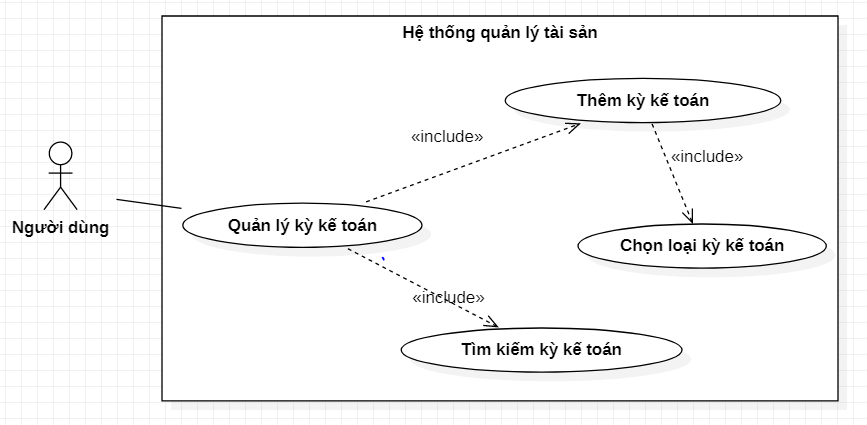 Hệ thống quản lý tài sản
Thêm kỳ kế toán
«include»
«include»
Người dùng
Quản lý kỳ kế toán
Chọn loại kỳ kế toán
«include»
Tìm kiếm kỳ kế toán